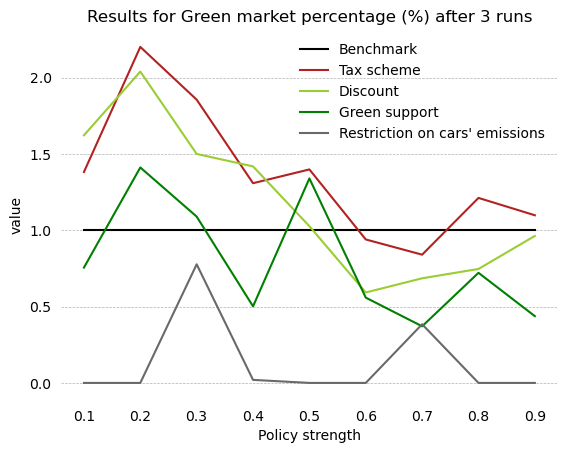 Results for Green market percentage (%) after 3 runs
Benchmark
Tax scheme
Discount
Green support
Restriction on cars' emissions
value
2.0
1.5
1.0
0.5
0.0
0.1 0.2 0.3 0.4 0.5 0.6 0.7 0.8 0.9
Policy strength